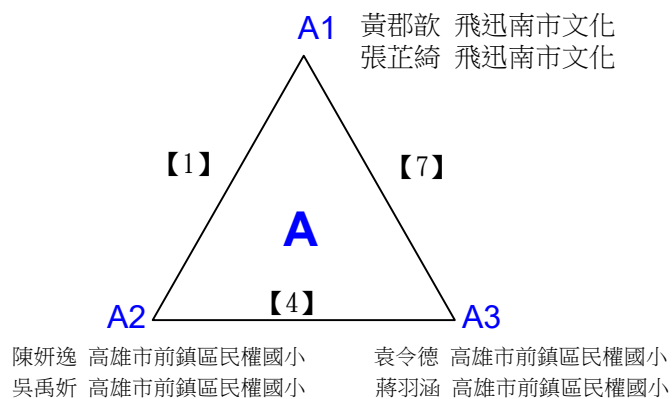 A1 黃郡歆 飛迅南市文化
張芷綺 飛迅南市文化
【1】 【7】
A
【4】
A2 A3
陳妍逸 高雄市前鎮區民權國小 袁令德 高雄市前鎮區民權國小
吳禹妡 高雄市前鎮區民權國小 蔣羽涵 高雄市前鎮區民權國小